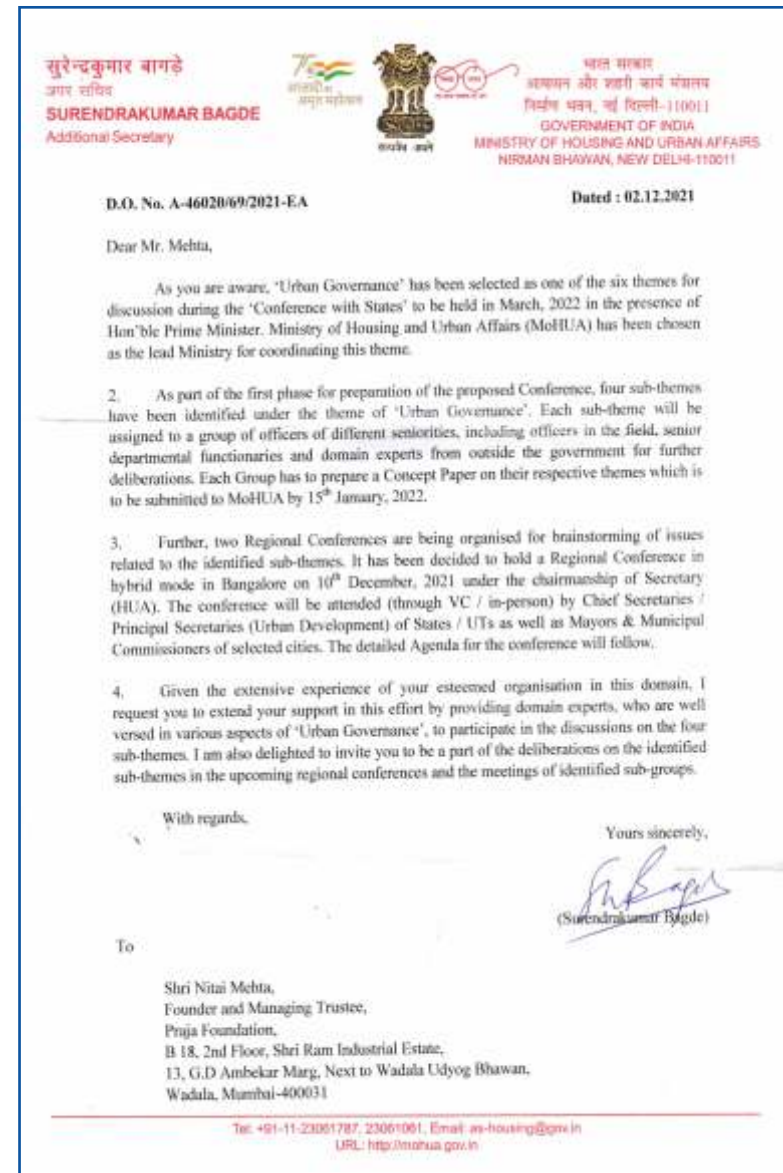 सुरेन्द्रकुमार बागड़े
अपर सचिव
SURENDRAKUMAR BAGDE
Additional Secretary
आज़ादी का
अमृत महोत्सव
सत्यमेव जयते
भारत सरकार
आवासन और शहरी कार्य मंत्रालय
निर्माण भवन, नई दिल्ली-110011
GOVERNMENT OF INDIA
MINISTRY OF HOUSING AND URBAN AFFAIRS
NIRMAN BHAWAN, NEW DELHI-110011
D.O. No. A-46020/69/2021-EA
Dated : 02.12.2021
Dear Mr. Mehta,
As you are aware, ‘Urban Governance’ has been selected as one of the six themes for
discussion during the ‘Conference with States’ to be held in March, 2022 in the presence of
Hon’ble Prime Minister. Ministry of Housing and Urban Affairs (MoHUA) has been chosen
as the lead Ministry for coordinating this theme.
2. As part of the first phase for preparation of the proposed Conference, four sub-themes
have been identified under the theme of ‘Urban Governance’. Each sub-theme will be
assigned to a group of officers of different seniorities, including officers in the field, senior
departmental functionaries and domain experts from outside the government for further
deliberations. Each Group has to prepare a Concept Paper on their respective themes which is
to be submitted to MoHUA by 15th January, 2022.
3. Further, two Regional Conferences are being organised for brainstorming of issues
related to the identified sub-themes. It has been decided to hold a Regional Conference in
hybrid mode in Bangalore on 10th December, 2021 under the chairmanship of Secretary
(HUA). The conference will be attended (through VC / in-person) by Chief Secretaries /
Principal Secretaries (Urban Development) of States / UTs as well as Mayors & Municipal
Commissioners of selected cities. The detailed Agenda for the conference will follow.
4. Given the extensive experience of your esteemed organisation in this domain, I
request you to extend your support in this effort by providing domain experts, who are well
versed in various aspects of ‘Urban Governance’, to participate in the discussions on the four
sub-themes. I am also delighted to invite you to be a part of the deliberations on the identified
sub-themes in the upcoming regional conferences and the meetings of identified sub-groups.
With regards,
Yours sincerely,
(Surendrakumar Bagde)
To
Shri Nitai Mehta,
Founder and Managing Trustee,
Praja Foundation,
B 18, 2nd Floor, Shri Ram Industrial Estate,
13, G.D Ambekar Marg, Next to Wadala Udyog Bhawan,
Wadala, Mumbai-400031
Tel: +91-11-23061787, 23061061, Email: as-housing@gov.in
URL: http://mohua.gov.in